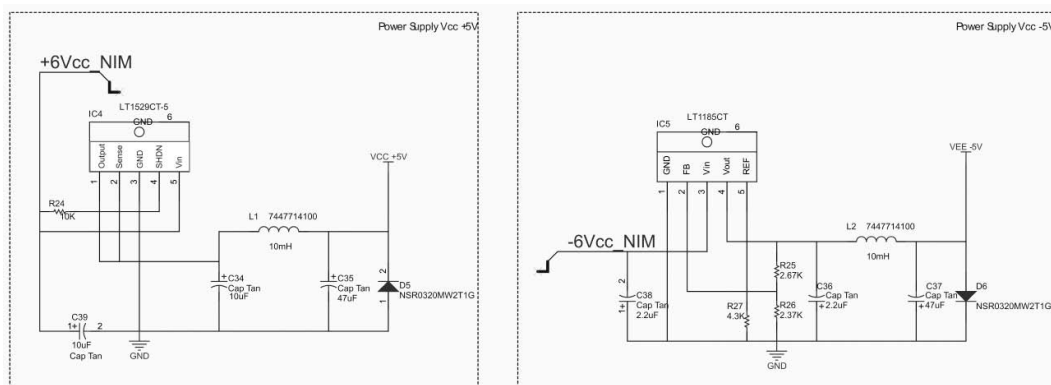 Power Supply Vcc +5V
+6Vcc_NIM
LT1529CT-5
IC4
GND
6
Output
Sense
GND
SHDN
Vin
1
2
3
4
5
R24
10K
VCC +5V
L1 7447714100
10mH
C34
Cap Tan
10uF
C35
Cap Tan
47uF
2
1
D5
NSR0320MW2T1G
C39
1+ 2
10uF
Cap Tan
GND
Power Supply Vcc -5V
LT1185CT
IC5
GND
6
GND
FB
Vin
Vout
REF
1
2
3
4
5
VEE -5V
-6Vcc_NIM
L2 7447714100
10mH
2
1+
C38
Cap Tan
2.2uF
R25
2.67K
R27
4.3K
R26
2.37K
C36
Cap Tan
2.2uF
C37
Cap Tan
47uF
D6
NSR0320MW2T1G
GND